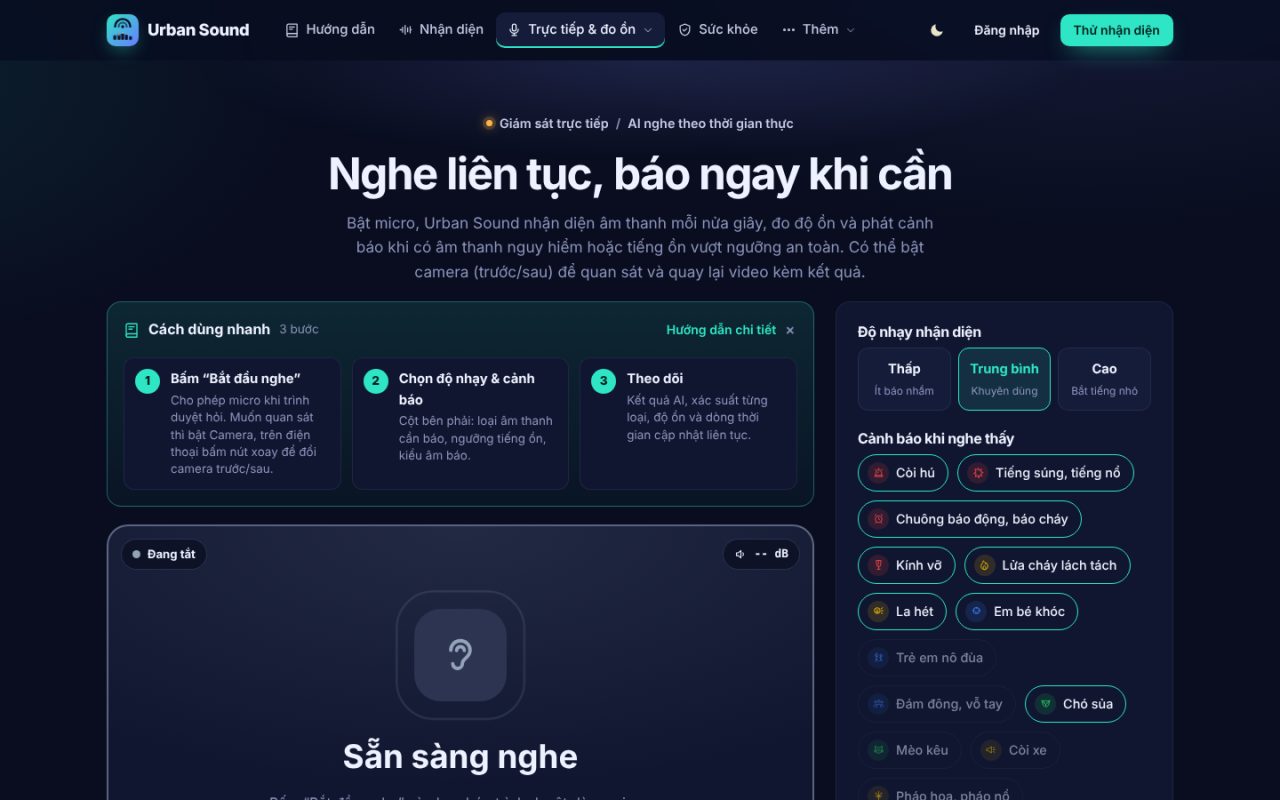 Urban Sound
Hướng dẫn
Nhận diện
Trực tiếp & đo ồn
Sức khỏe
Thêm
Đăng nhập
Thử nhận diện
Giám sát trực tiếp / AI nghe theo thời gian thực
Nghe liên tục, báo ngay khi cần
Bật micro, Urban Sound nhận diện âm thanh mỗi nửa giây, đo độ ồn và phát cảnh
báo khi có âm thanh nguy hiểm hoặc tiếng ồn vượt ngưỡng an toàn. Có thể bật
camera (trước/sau) để quan sát và quay lại video kèm kết quả.
Cách dùng nhanh 3 bước
Hướng dẫn chi tiết ×
1
Bấm “Bắt đầu nghe”
Cho phép micro khi trình
duyệt hỏi. Muốn quan sát
thì bật Camera, trên điện
thoại bấm nút xoay để đổi
camera trước/sau.
2
Chọn độ nhạy & cảnh
báo
Cột bên phải: loại âm thanh
cần báo, ngưỡng tiếng ồn,
kiểu âm báo.
3
Theo dõi
Kết quả AI, xác suất từng
loại, độ ồn và dòng thời
gian cập nhật liên tục.
Đang tắt
-- dB
Sẵn sàng nghe
Độ nhạy nhận diện
Thấp
Ít báo nhầm
Trung bình
Khuyên dùng
Cao
Bắt tiếng nhỏ
Cảnh báo khi nghe thấy
Còi hú
Tiếng súng, tiếng nổ
Chuông báo động, báo cháy
Kính vỡ
Lửa cháy lách tách
La hét
Em bé khóc
Trẻ em nô đùa
Đám đông, vỗ tay
Chó sủa
Mèo kêu
Còi xe
Pháo hoa, pháo nổ